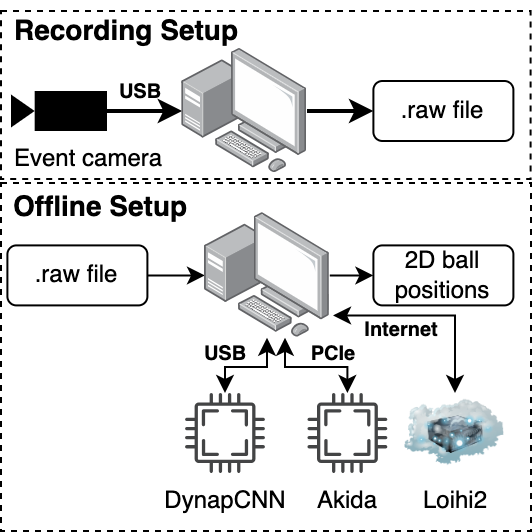 Recording Setup
USB
.raw file
Event camera
Offline Setup
.raw file
2D ball
positions
Internet
USB
PCIe
DynapCNN
Akida
Loihi2